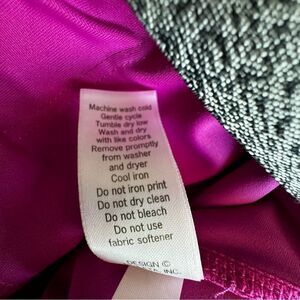 Machine wash cold
Gentle cycle
Tumble dry low
Wash and dry
with like colors
Remove promptly
from washer
and dryer
Cool iron
Do not iron print
Do not dry clean
Do not bleach
Do not use
fabric softener
DESIGN ©
INC.